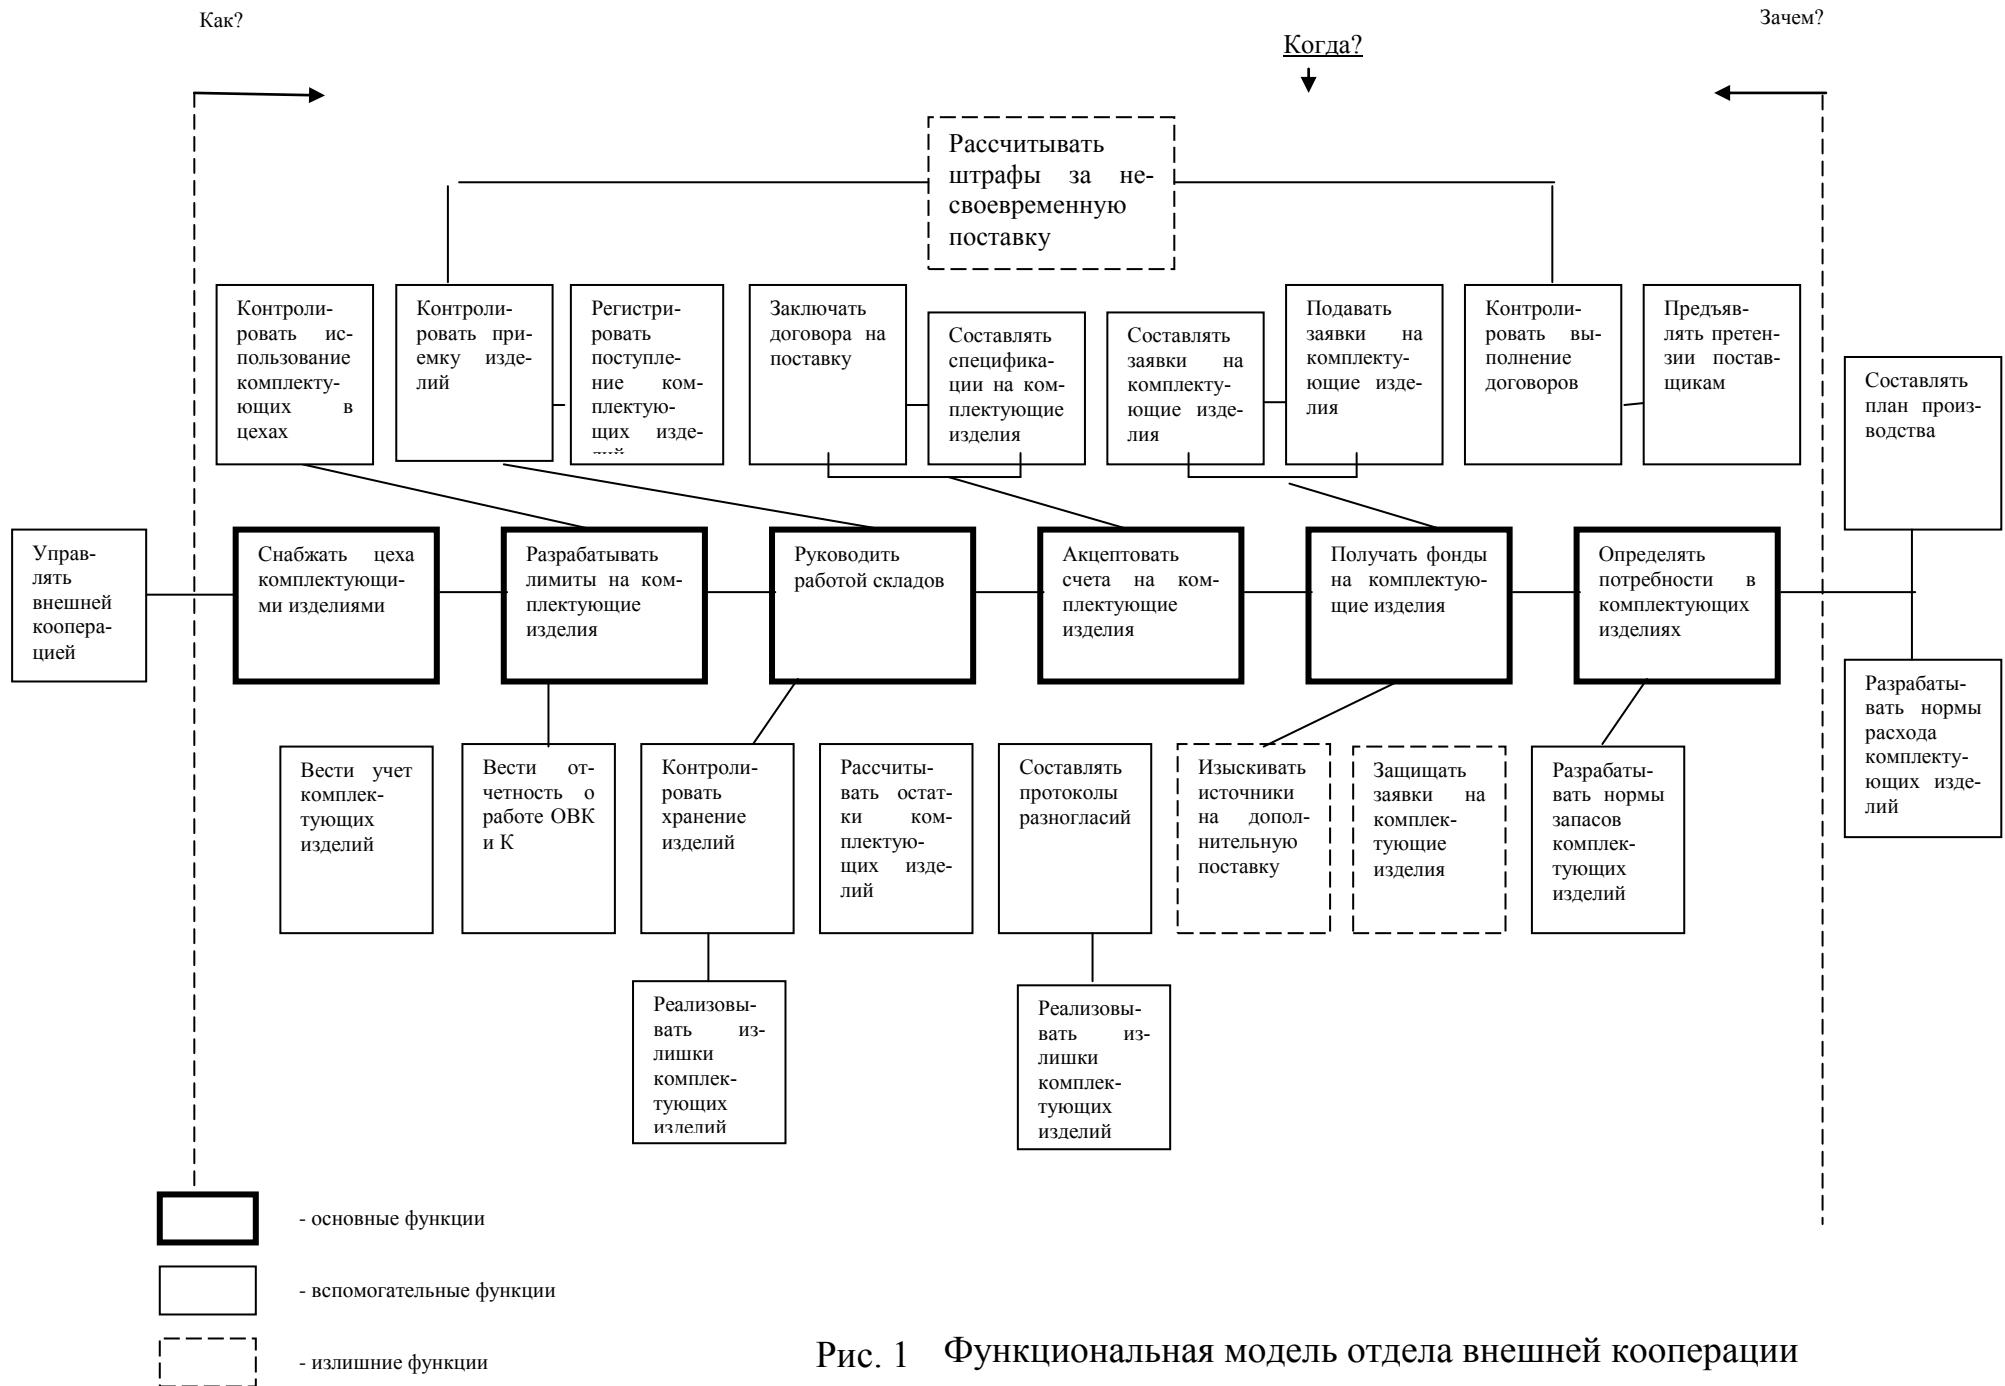 Как?
Зачем?
Когда?
Рассчитывать
штрафы за не-
своевременную
поставку
Контроли-
ровать ис-
пользование
комплекту-
ющих в
цехах
Контроли-
ровать при-
емку изде-
лий
Регистри-
ровать
поступле-
ние ком-
плектую-
щих изде-
лий
Заключать
договора на
поставку
Составлять
спецификa-
ции на ком-
плектующие
изделия
Составлять
заявки на
комплекту-
ющие изде-
лия
Подавать
заявки на
комплекту-
ющие изде-
лия
Контроли-
ровать вы-
полнение
договоров
Предъяв-
лять претен-
зии постав-
щикам
Составлять
план произ-
водства
Управ-
лять
внешней
коопера-
цией
Снабжать цеха
комплектующи-
ми изделиями
Разрабатывать
лимиты на ком-
плектующие
изделия
Руководить
работой складов
Акцептовать
счета на ком-
плектующие
изделия
Получать фонды
на комплектую-
щие изделия
Определять
потребности в
комплектующих
изделиях
Разрабаты-
вать нормы
расхода
комплекту-
ющих изде-
лий
Вести учет
комплек-
тующих
изделий
Вести от-
четность о
работе ОВК
и К
Контроли-
ровать
хранение
изделий
Рассчиты-
вать остат-
ки ком-
плектую-
щих изде-
лий
Составлять
протоколы
разногласий
Изыскивать
источники
на допол-
нительную
поставку
Защищать
заявки на
комплек-
тующие
изделия
Разрабаты-
вать нормы
запасов
комплек-
тующих
изделий
Реализовы-
вать из-
лишки
комплек-
тующих
изделий
Реализовы-
вать из-
лишки
комплек-
тующих
изделий
- основные функции
- вспомогательные функции
- излишние функции
Рис. 1 Функциональная модель отдела внешней кооперации